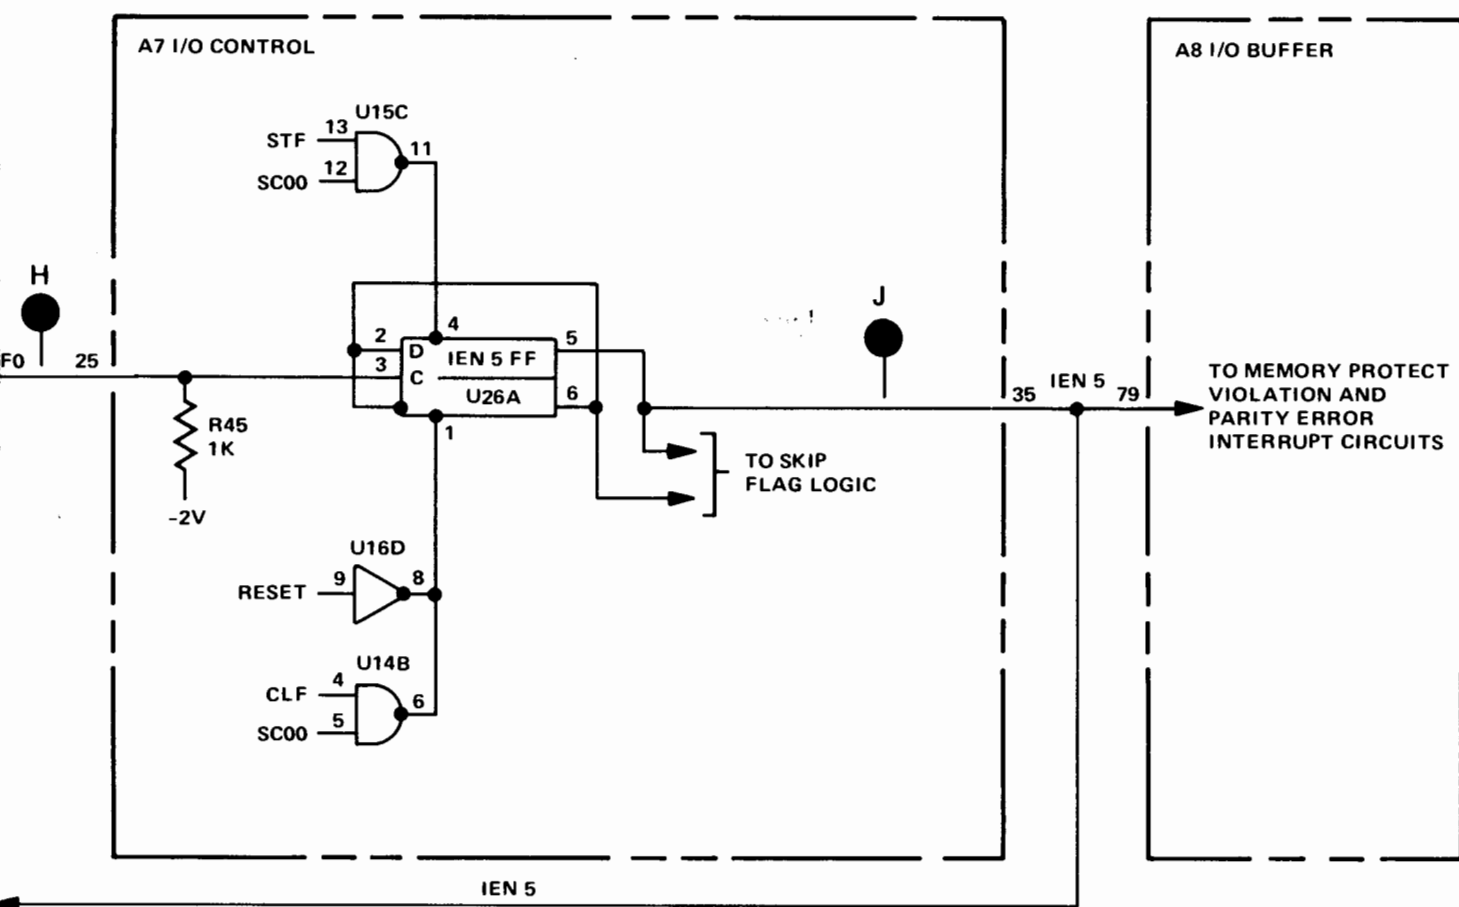 A7 I/O CONTROL
A8 I/O BUFFER
U15C
STF 13
11
SC00 12
H
J
4
2
D
IEN 5 FF
5
F0 25
3
C
U26A
6
1
35
IEN 5
79
TO MEMORY PROTECT
VIOLATION AND
PARITY ERROR
INTERRUPT CIRCUITS
R45
1K
-2V
TO SKIP
FLAG LOGIC
U16D
RESET 9
8
U14B
CLF 4
6
SC00 5
IEN 5